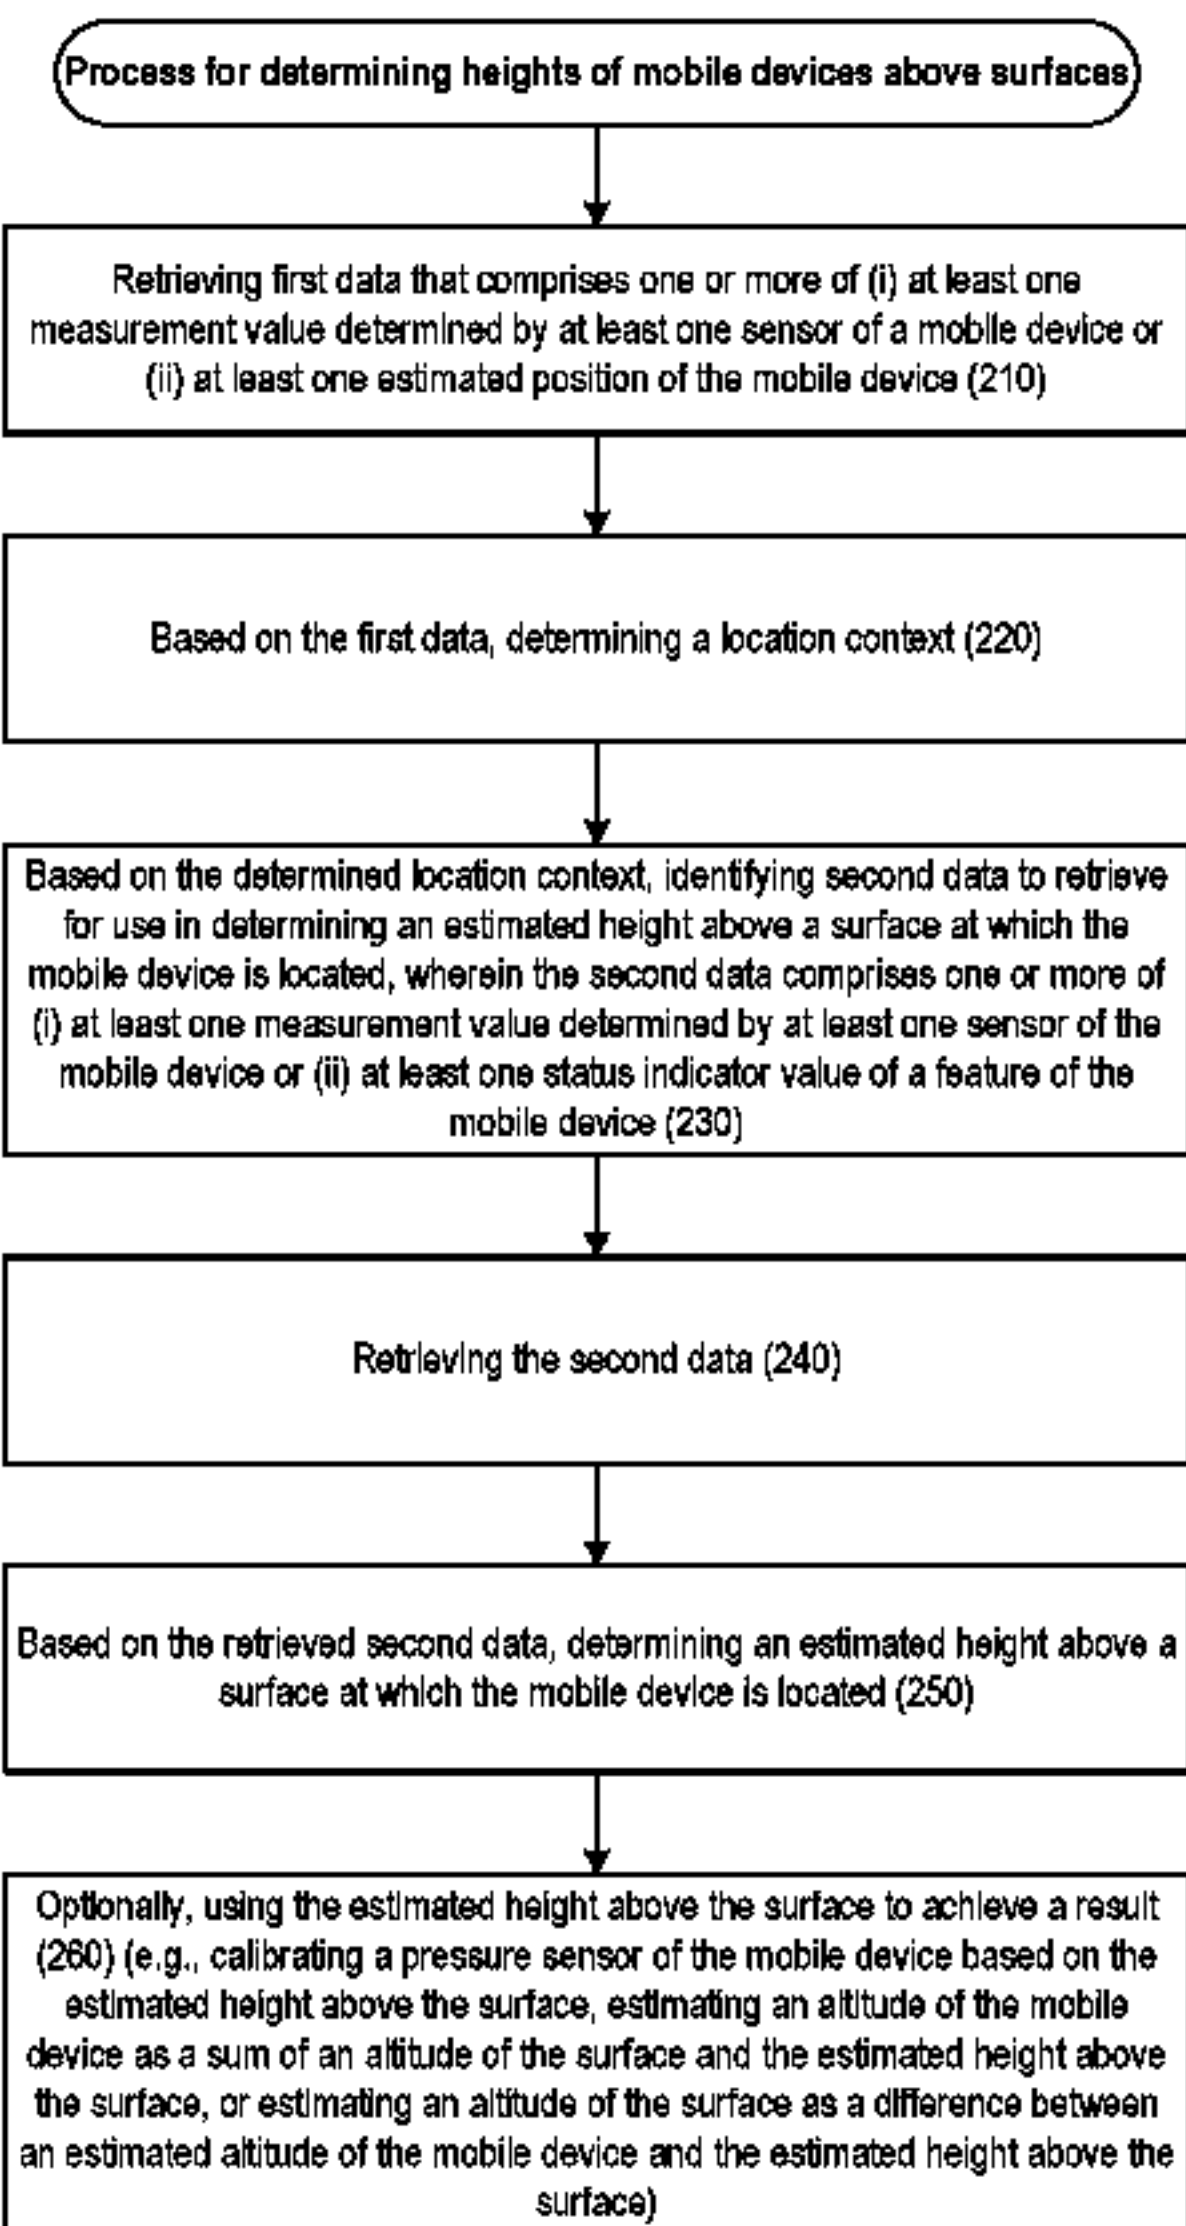 Process for determining heights of mobile devices above surfaces
Retrieving first data that comprises one or more of (i) at least one
measurement value determined by at least one sensor of a mobile device or
(ii) at least one estimated position of the mobile device (210)
Based on the first data, determining a location context (220)
Based on the determined location context, identifying second data to retrieve
for use in determining an estimated height above a surface at which the
mobile device is located, wherein the second data comprises one or more of
(i) at least one measurement value determined by at least one sensor of the
mobile device or (ii) at least one status indicator value of a feature of the
mobile device (230)
Retrieving the second data (240)
Based on the retrieved second data, determining an estimated height above a
surface at which the mobile device is located (250)
Optionally, using the estimated height above the surface to achieve a result
(260) (e.g., calibrating a pressure sensor of the mobile device based on the
estimated height above the surface, estimating an altitude of the mobile
device as a sum of an altitude of the surface and the estimated height above
the surface, or estimating an altitude of the surface as a difference between
an estimated altitude of the mobile device and the estimated height above the
surface)